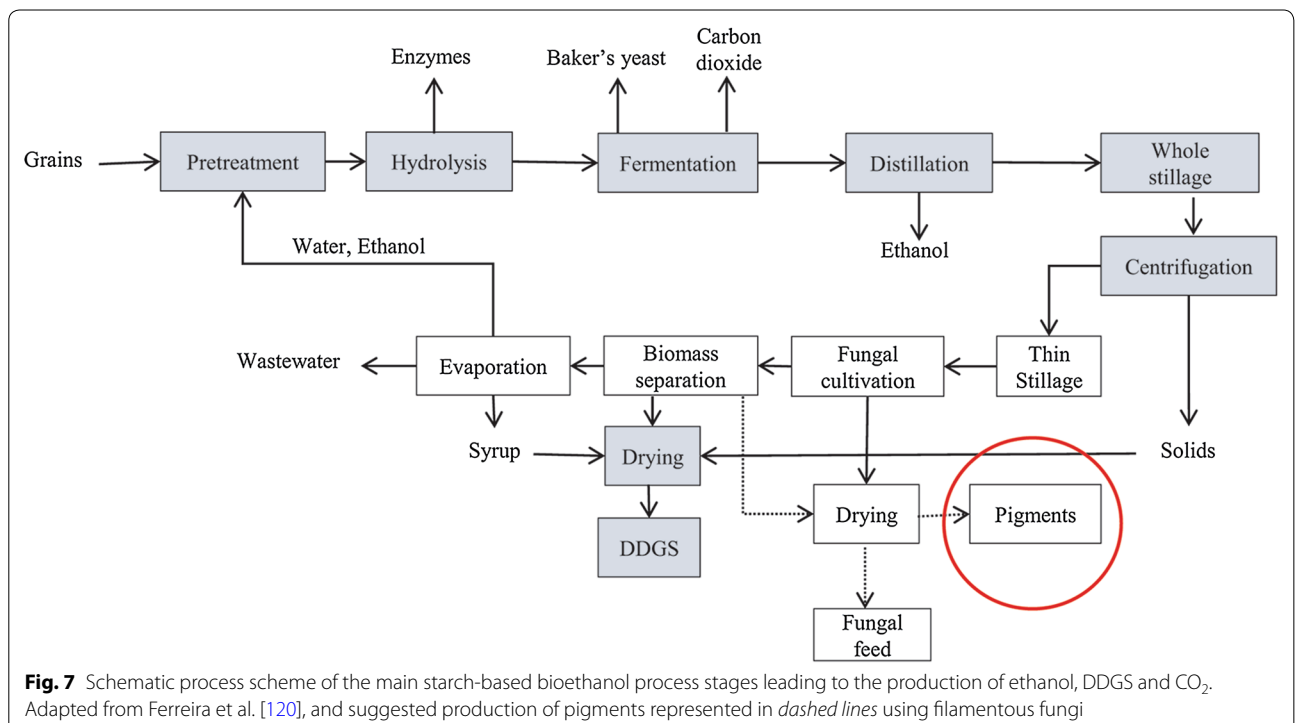 Carbon
dioxide
Enzymes
Baker's yeast
Grains
Pretreatment
Hydrolysis
Fermentation
Distillation
Whole
stillage
Water, Ethanol
Ethanol
Centrifugation
Wastewater
Evaporation
Biomass
separation
Fungal
cultivation
Thin
Stillage
Syrup
Drying
Solids
Drying
Pigments
DDGS
Fungal
feed
Fig. 7 Schematic process scheme of the main starch-based bioethanol process stages leading to the production of ethanol, DDGS and CO₂.
Adapted from Ferreira et al. [120], and suggested production of pigments represented in dashed lines using filamentous fungi